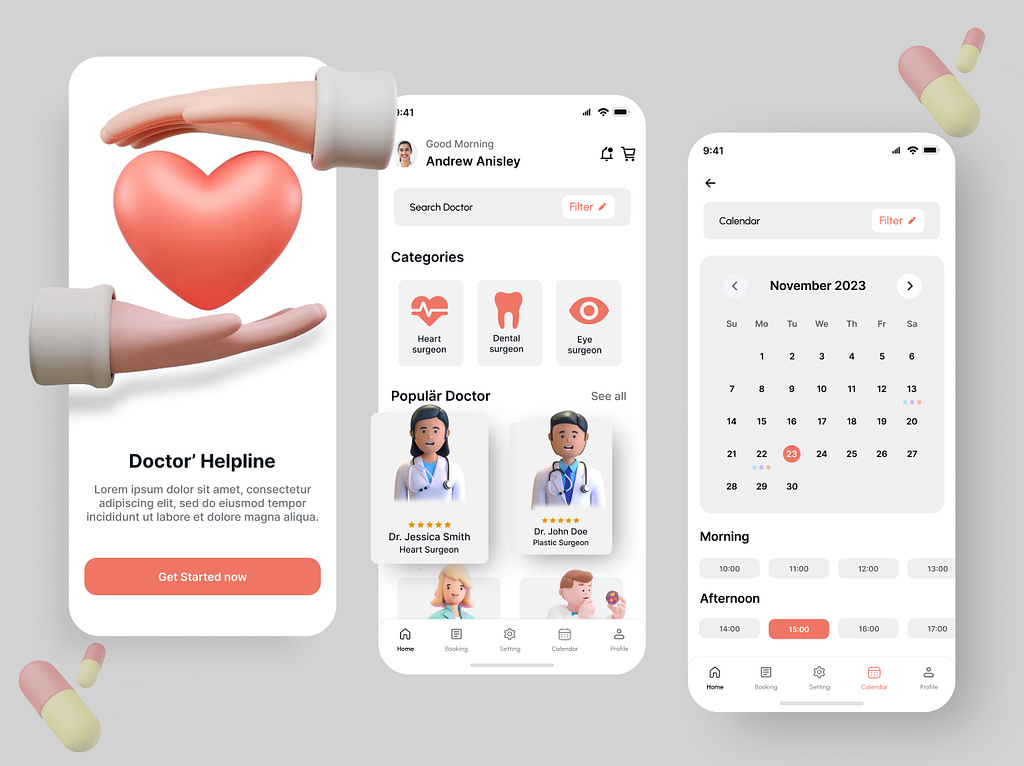 Doctor' Helpline
Lorem ipsum dolor sit amet, consectetur
adipiscing elit, sed do eiusmod tempor
incididunt ut labore et dolore magna aliqua.
Get Started now
9:41
Good Morning
Andrew Anisley
Search Doctor
Filter
Categories
Heart
surgeon
Dental
surgeon
Eye
surgeon
Populär Doctor
See all
Dr. Jessica Smith
Heart Surgeon
Dr. John Doe
Plastic Surgeon
Home
Booking
Setting
Calendar
Profile
9:41
Calendar
Filter
November 2023
Su Mo Tu We Th Fr Sa
1 2 3 4 5 6
7 8 9 10 11 12 13
14 15 16 17 18 19 20
21 22 23 24 25 26 27
28 29 30
Morning
10:00 11:00 12:00 13:00
Afternoon
14:00 15:00 16:00 17:00
Home
Booking
Setting
Calendar
Profile